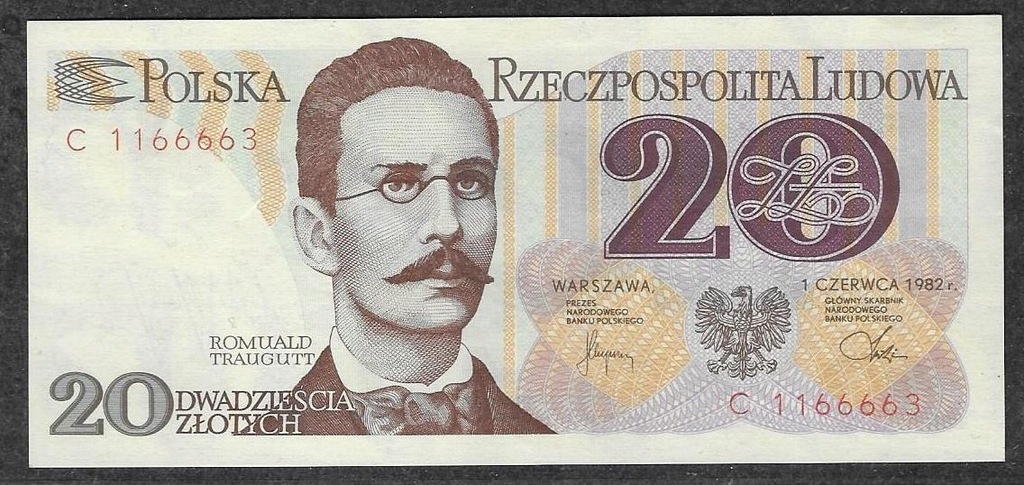 POLSKA RZECZPOSPOLITA LUDOWA
C 1166663
20
WARSZAWA, 1 CZERWCA 1982 r.
PREZES
NARODOWEGO
BANKU POLSKIEGO
GŁÓWNY SKARBNIK
NARODOWEGO
BANKU POLSKIEGO
ROMUALD
TRAUGUTT
20 DWADZIEŚCIA
ZŁOTYCH
C 1166663